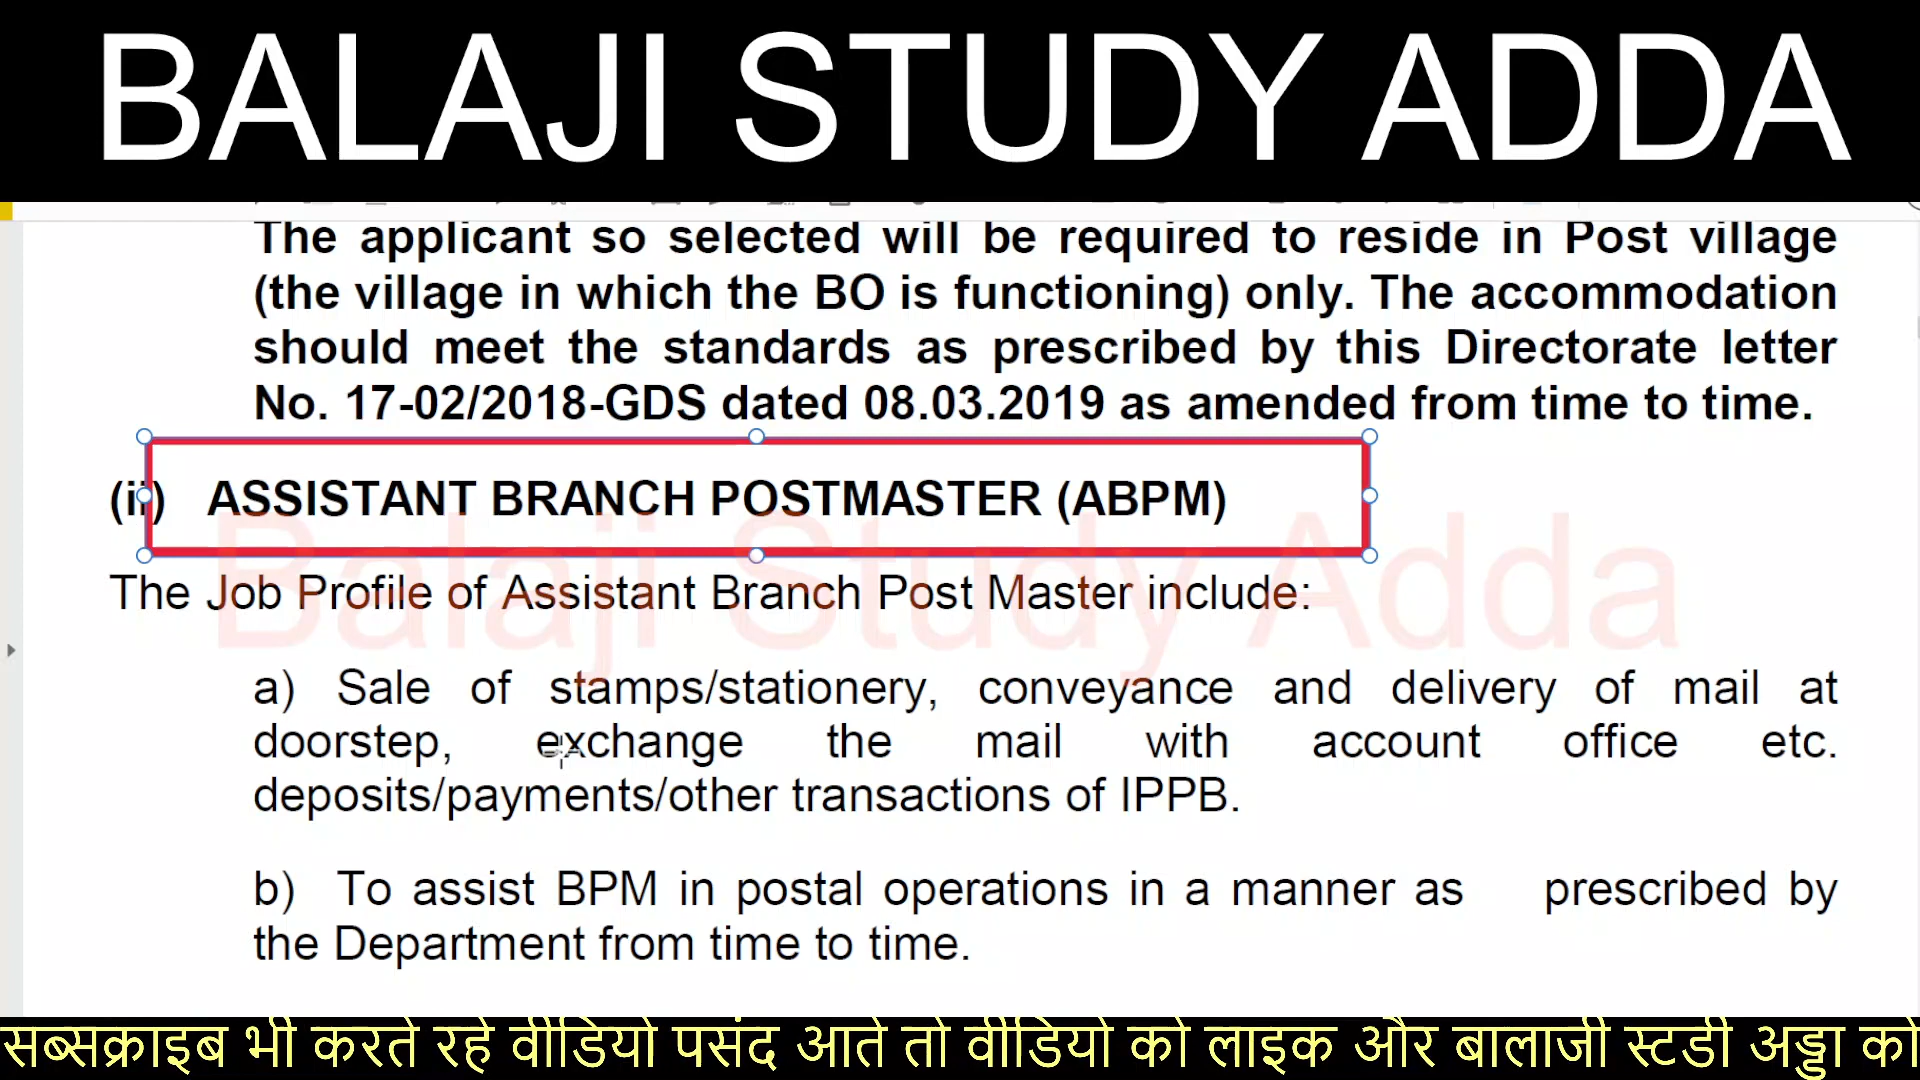 BALAJI STUDY ADDA
The applicant so selected will be required to reside in Post village
(the village in which the BO is functioning) only. The accommodation
should meet the standards as prescribed by this Directorate letter
No. 17-02/2018-GDS dated 08.03.2019 as amended from time to time.
(ii) ASSISTANT BRANCH POSTMASTER (ABPM)
Balaji Study Adda
The Job Profile of Assistant Branch Post Master include:
a) Sale of stamps/stationery, conveyance and delivery of mail at
doorstep, exchange the mail with account office etc.
deposits/payments/other transactions of IPPB.
b) To assist BPM in postal operations in a manner as prescribed by
the Department from time to time.
सब्सक्राइब भी करते रहे वीडियो पसंद आते तो वीडियो को लाइक और बालाजी स्टडी अड्डा को